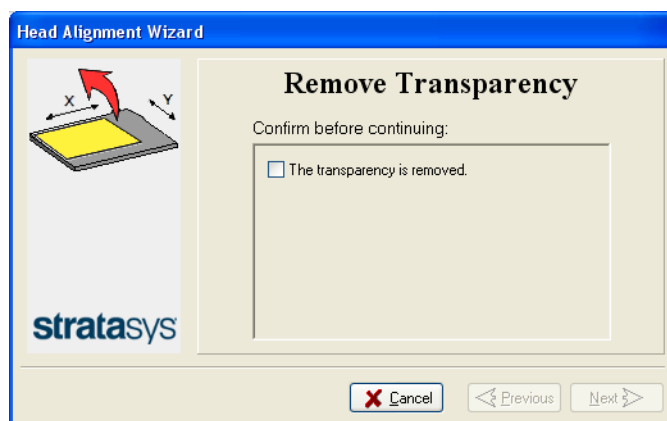 Head Alignment Wizard
X
Y
Remove Transparency
Confirm before continuing:
The transparency is removed.
stratasys
Cancel
Previous
Next